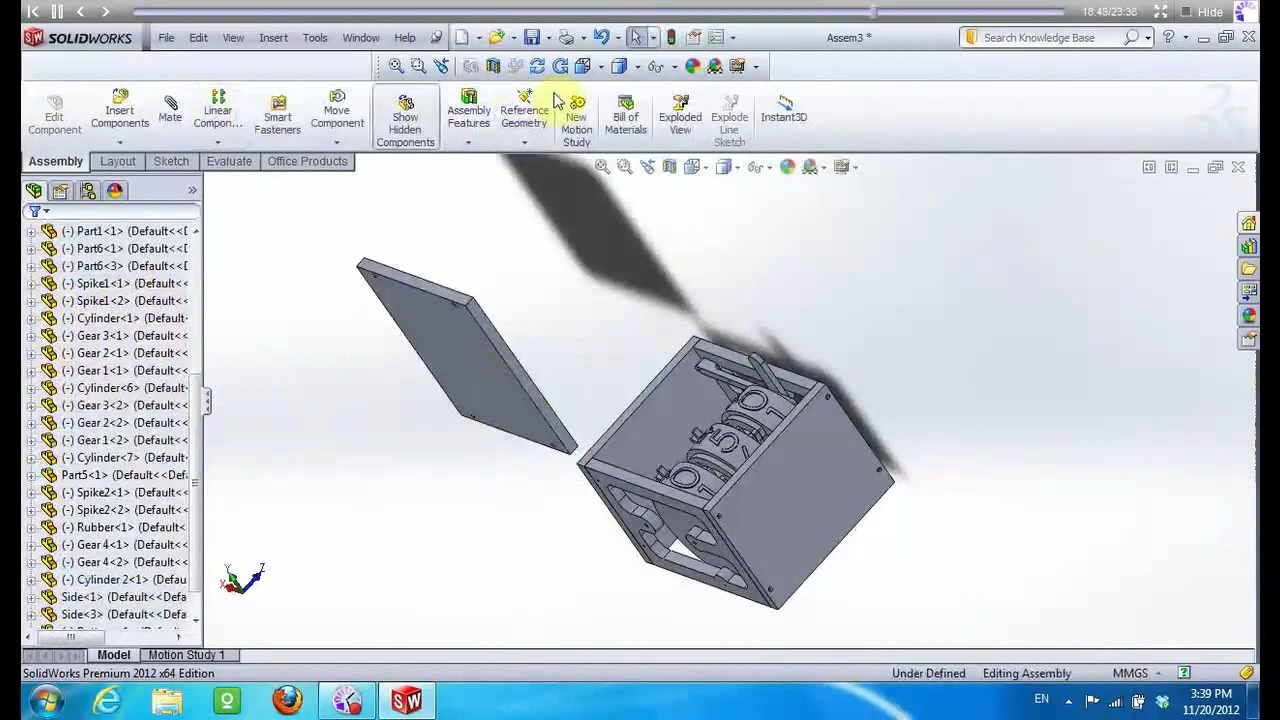 18:49/23:38
Hide
SOLIDWORKS
File Edit View Insert Tools Window Help
Assem3 *
Search Knowledge Base
Edit Component
Insert Components
Mate
Linear Compon...
Smart Fasteners
Move Component
Show Hidden Components
Assembly Features
Reference Geometry
New Motion Study
Bill of Materials
Exploded View
Explode Line Sketch
Instant3D
Assembly Layout Sketch Evaluate Office Products
(-) Part1<1> (Default<<D
(-) Part6<1> (Default<<D
(-) Part6<3> (Default<<D
(-) Spike1<1> (Default<<
(-) Spike1<2> (Default<<
(-) Cylinder<1> (Default
(-) Gear 3<1> (Default<<
(-) Gear 2<1> (Default<<
(-) Gear 1<1> (Default<<
(-) Cylinder<6> (Default
(-) Gear 3<2> (Default<<
(-) Gear 2<2> (Default<<
(-) Gear 1<2> (Default<<
(-) Cylinder<7> (Default
Part5<1> (Default<<Def
(-) Spike2<1> (Default<<
(-) Spike2<2> (Default<<
(-) Rubber<1> (Default<
(-) Gear 4<1> (Default<<
(-) Gear 4<2> (Default<<
(-) Cylinder 2<1> (Defau
Side<1> (Default<<Defa
Side<3> (Default<<Defa
0
1
5
0
1
Y
Z
X
Model Motion Study 1
SolidWorks Premium 2012 x64 Edition
Under Defined Editing Assembly MMGS
EN
3:39 PM
11/20/2012